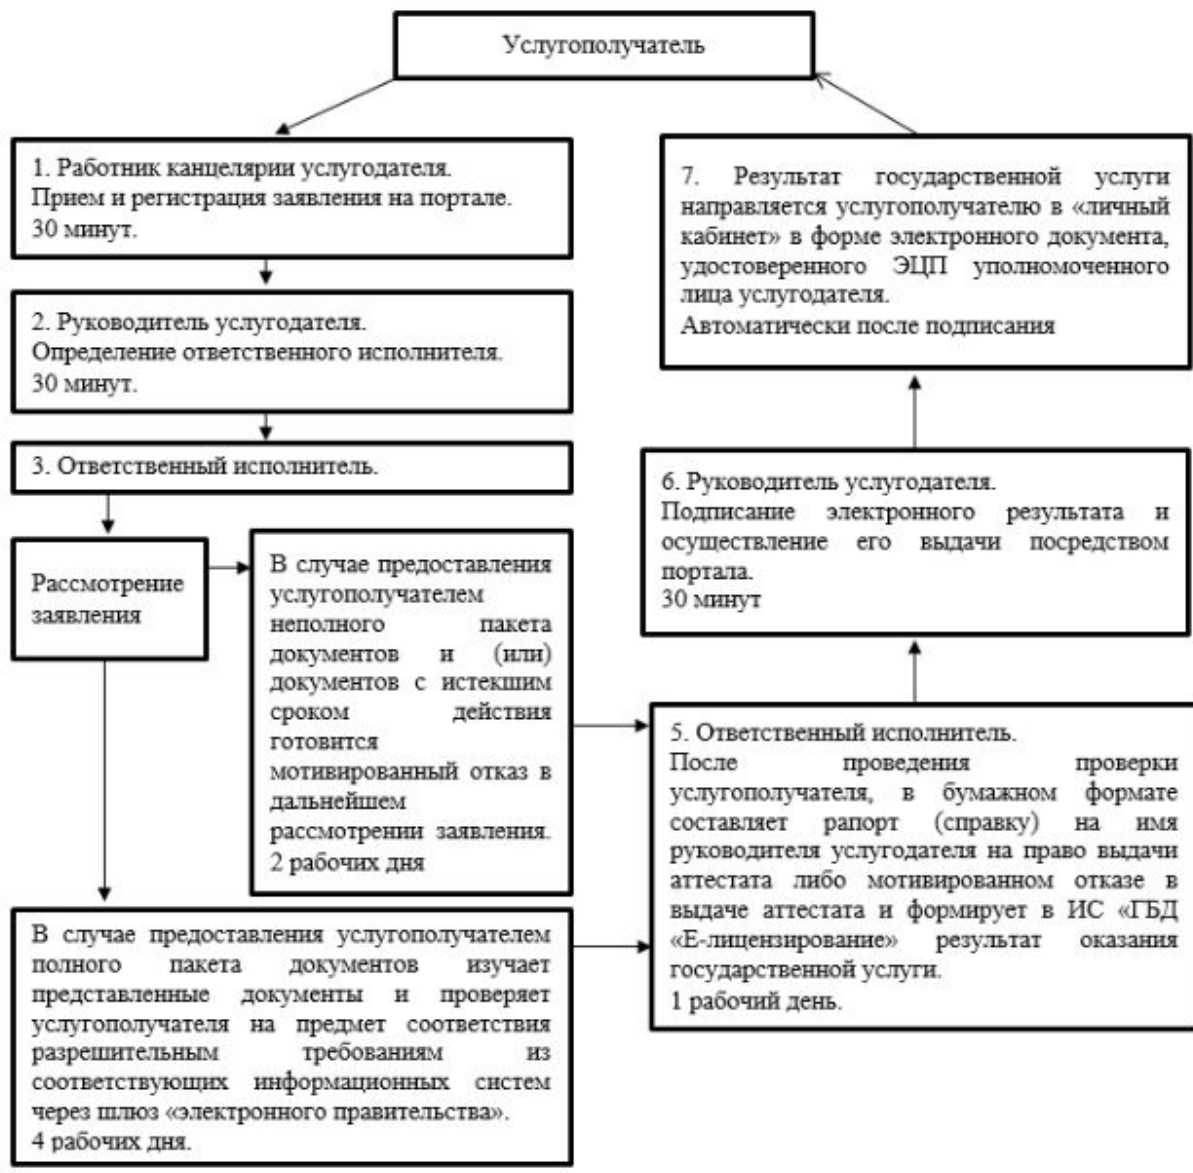 Услугополучатель
1. Работник канцелярии услугодателя.
Прием и регистрация заявления на портале.
30 минут.
2. Руководитель услугодателя.
Определение ответственного исполнителя.
30 минут.
3. Ответственный исполнитель.
Рассмотрение
заявления
В случае предоставления
услугополучателем
неполного пакета
документов и (или)
документов с истекшим
сроком действия
готовится
мотивированный отказ в
дальнейшем
рассмотрении заявления.
2 рабочих дня
В случае предоставления услугополучателем
полного пакета документов изучает
представленные документы и проверяет
услугополучателя на предмет соответствия
разрешительным требованиям из
соответствующих информационных систем
через шлюз «электронного правительства».
4 рабочих дня.
5. Ответственный исполнитель.
После проведения проверки
услугополучателя, в бумажном формате
составляет рапорт (справку) на имя
руководителя услугодателя на право выдачи
аттестата либо мотивированном отказе в
выдаче аттестата и формирует в ИС «ГБД
«Е-лицензирование» результат оказания
государственной услуги.
1 рабочий день.
6. Руководитель услугодателя.
Подписание электронного результата и
осуществление его выдачи посредством
портала.
30 минут
7. Результат государственной услуги
направляется услугополучателю в «личный
кабинет» в форме электронного документа,
удостоверенного ЭЦП уполномоченного
лица услугодателя.
Автоматически после подписания